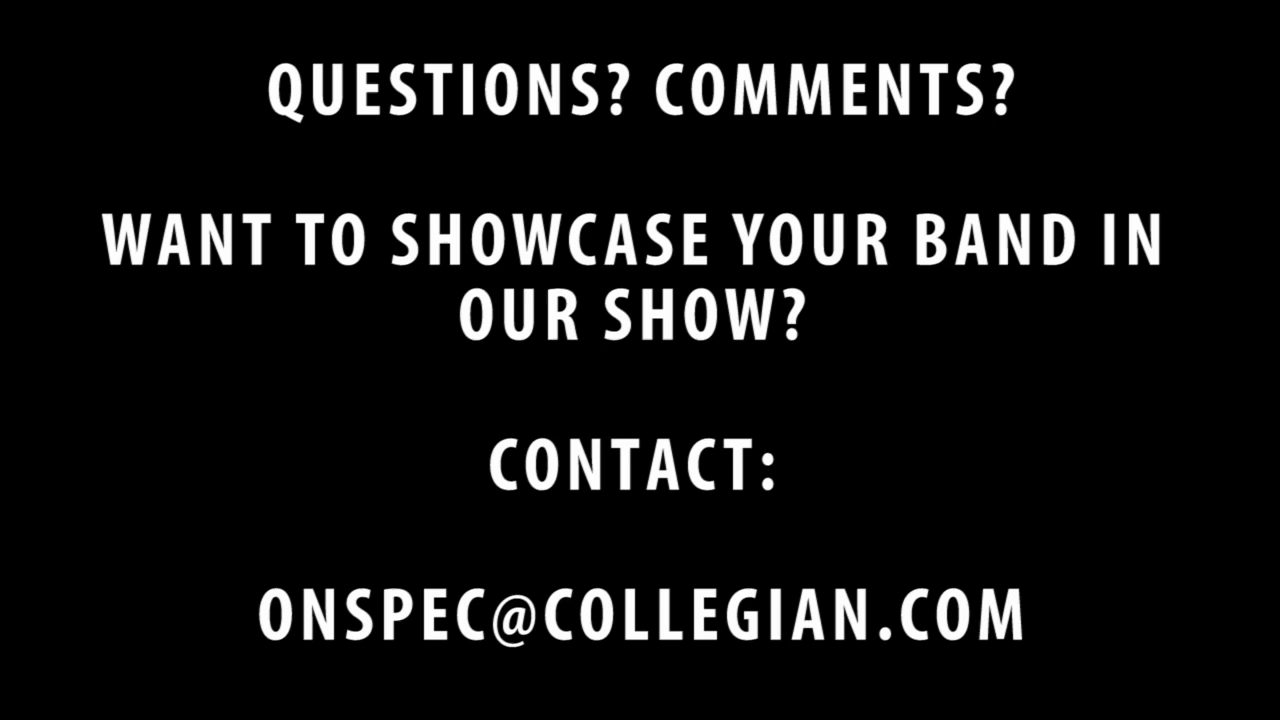 QUESTIONS? COMMENTS?
WANT TO SHOWCASE YOUR BAND IN
OUR SHOW?
CONTACT:
ONSPEC@COLLEGIAN.COM